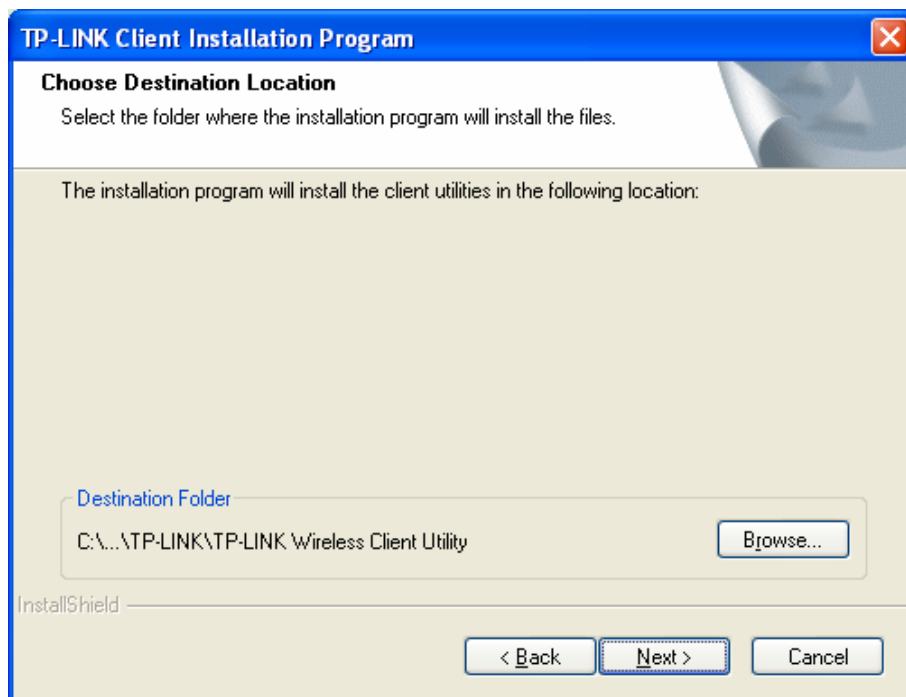 TP-LINK Client Installation Program
Choose Destination Location
Select the folder where the installation program will install the files.
The installation program will install the client utilities in the following location:
Destination Folder
C:\...\TP-LINK\TP-LINK Wireless Client Utility
Browse...
InstallShield
< Back Next > Cancel